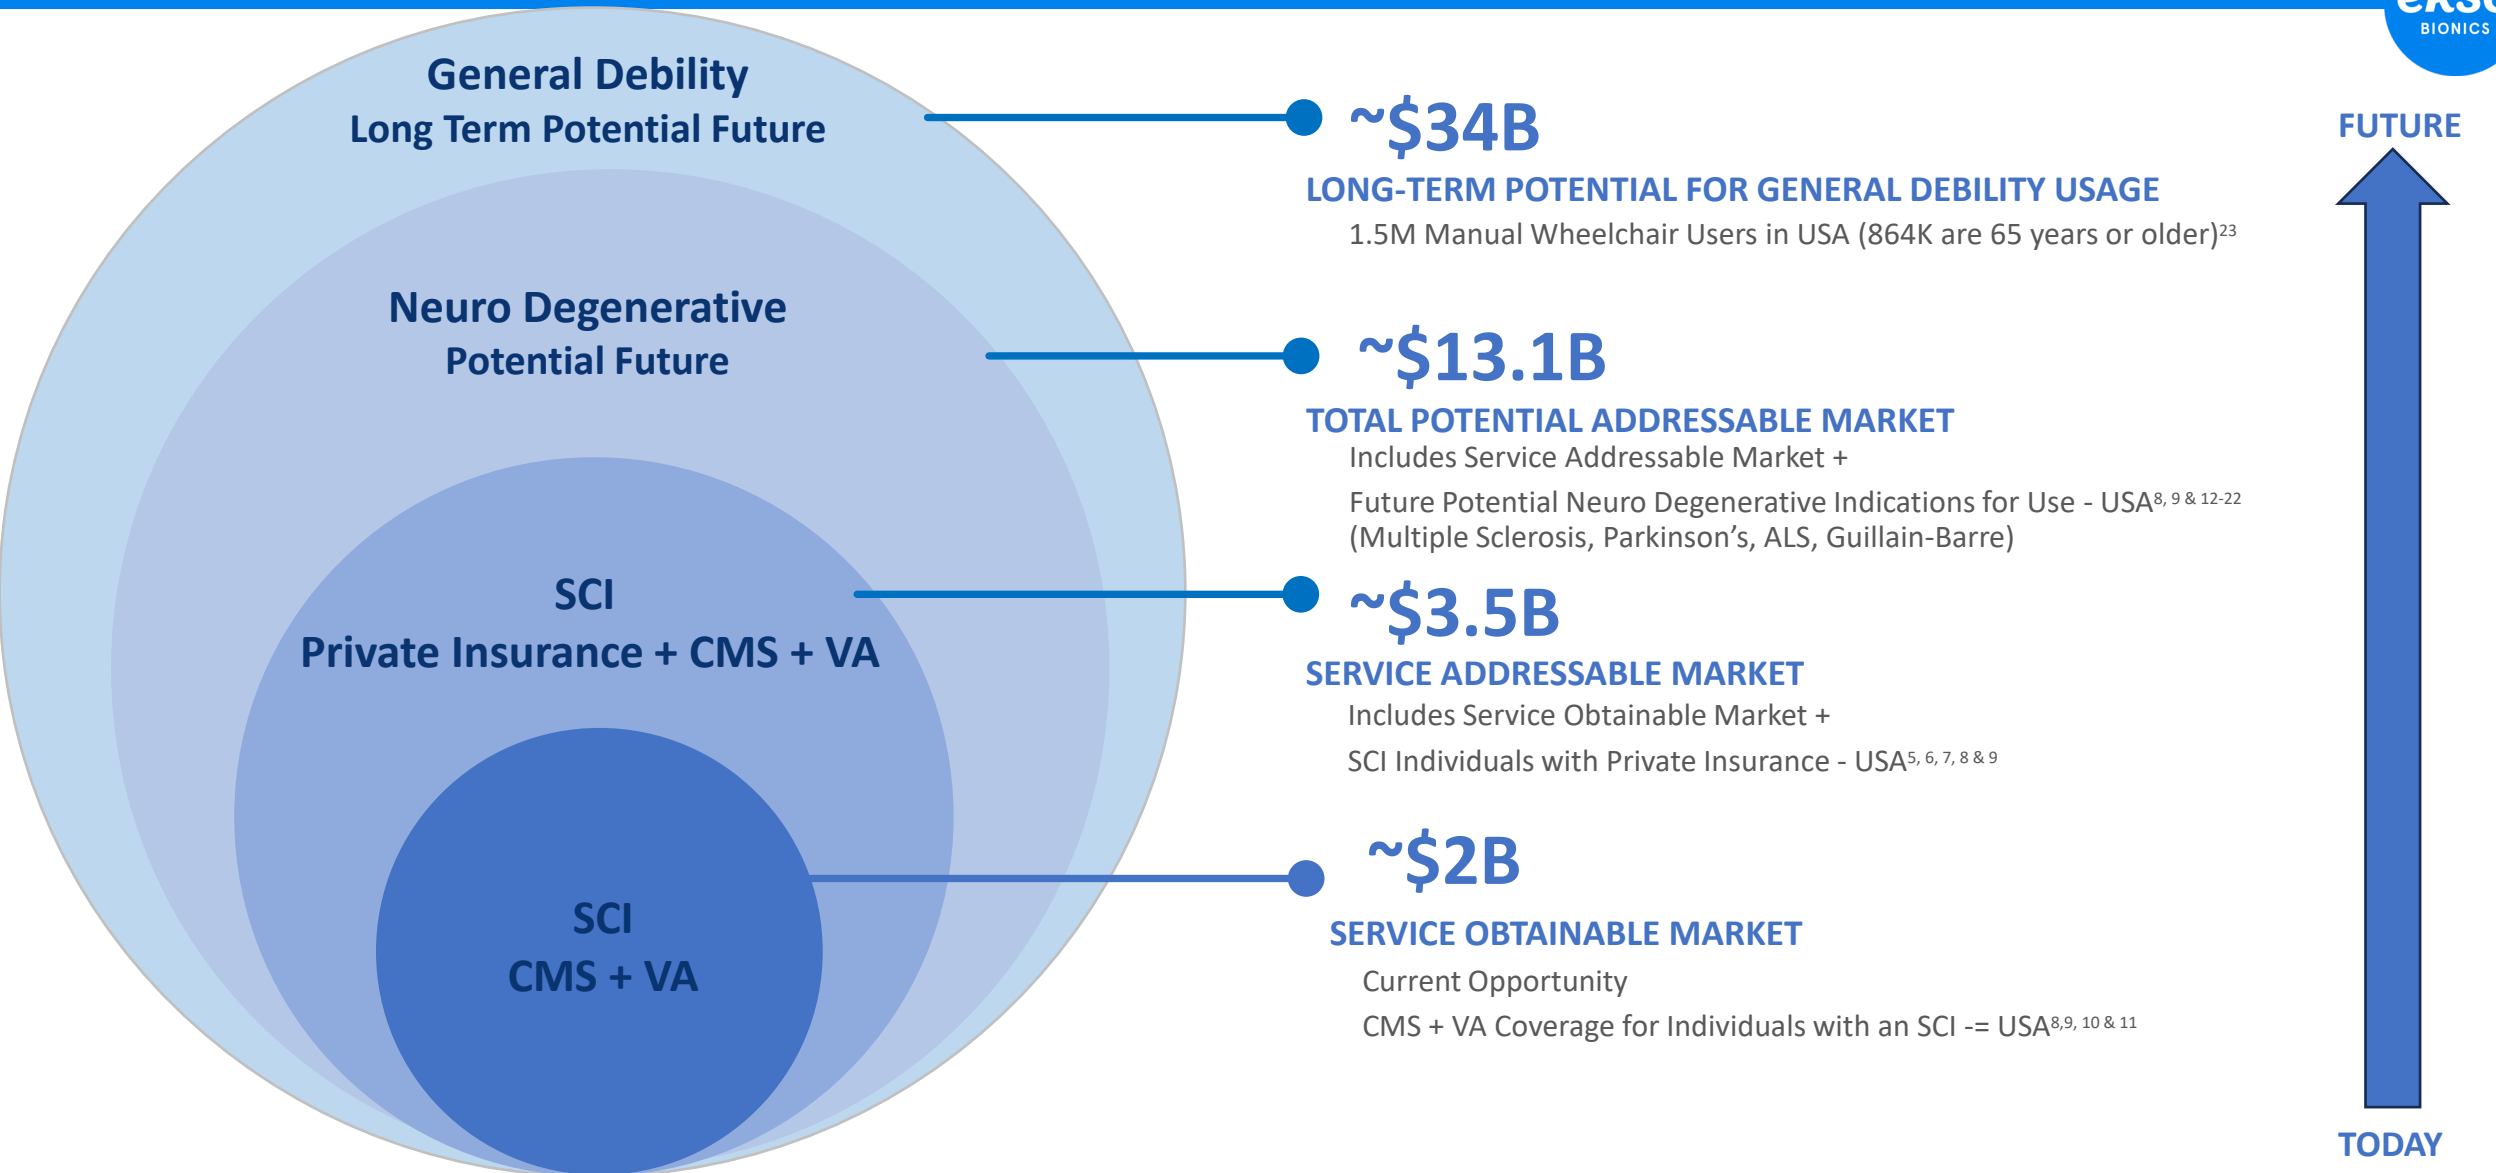 BIONICS
General Debility
Long Term Potential Future
Neuro Degenerative
Potential Future
SCI
Private Insurance + CMS + VA
SCI
CMS + VA
~$34B
LONG-TERM POTENTIAL FOR GENERAL DEBILITY USAGE
1.5M Manual Wheelchair Users in USA (864K are 65 years or older)23
~$13.1B
TOTAL POTENTIAL ADDRESSABLE MARKET
Includes Service Addressable Market +
Future Potential Neuro Degenerative Indications for Use - USA8, 9 & 12-22
(Multiple Sclerosis, Parkinson’s, ALS, Guillain-Barre)
~$3.5B
SERVICE ADDRESSABLE MARKET
Includes Service Obtainable Market +
SCI Individuals with Private Insurance - USA5, 6, 7, 8 & 9
~$2B
SERVICE OBTAINABLE MARKET
Current Opportunity
CMS + VA Coverage for Individuals with an SCI -= USA8,9, 10 & 11
FUTURE
TODAY